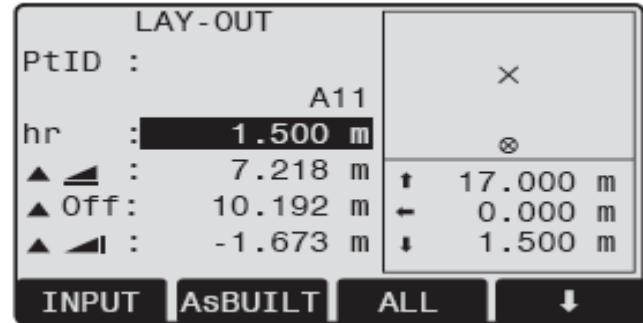 LAY-OUT
PtID :
A11
hr : 1.500 m
▲ : 7.218 m
▲ Off: 10.192 m
▲ : -1.673 m
⬆ 17.000 m
⬅ 0.000 m
⬇ 1.500 m
INPUT AsBUILT ALL ⬇